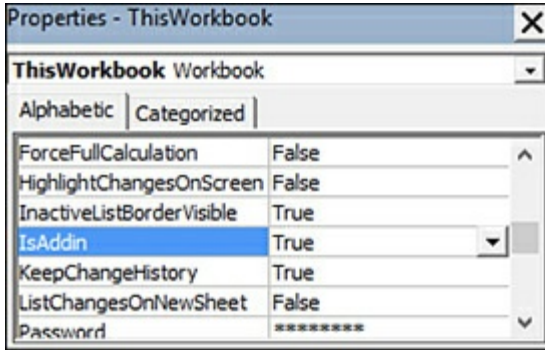 Properties - ThisWorkbook
ThisWorkbook Workbook
Alphabetic Categorized
ForceFullCalculation False
HighlightChangesOnScreen False
InactiveListBorderVisible True
IsAddin True
KeepChangeHistory True
ListChangesOnNewSheet False
Password ********